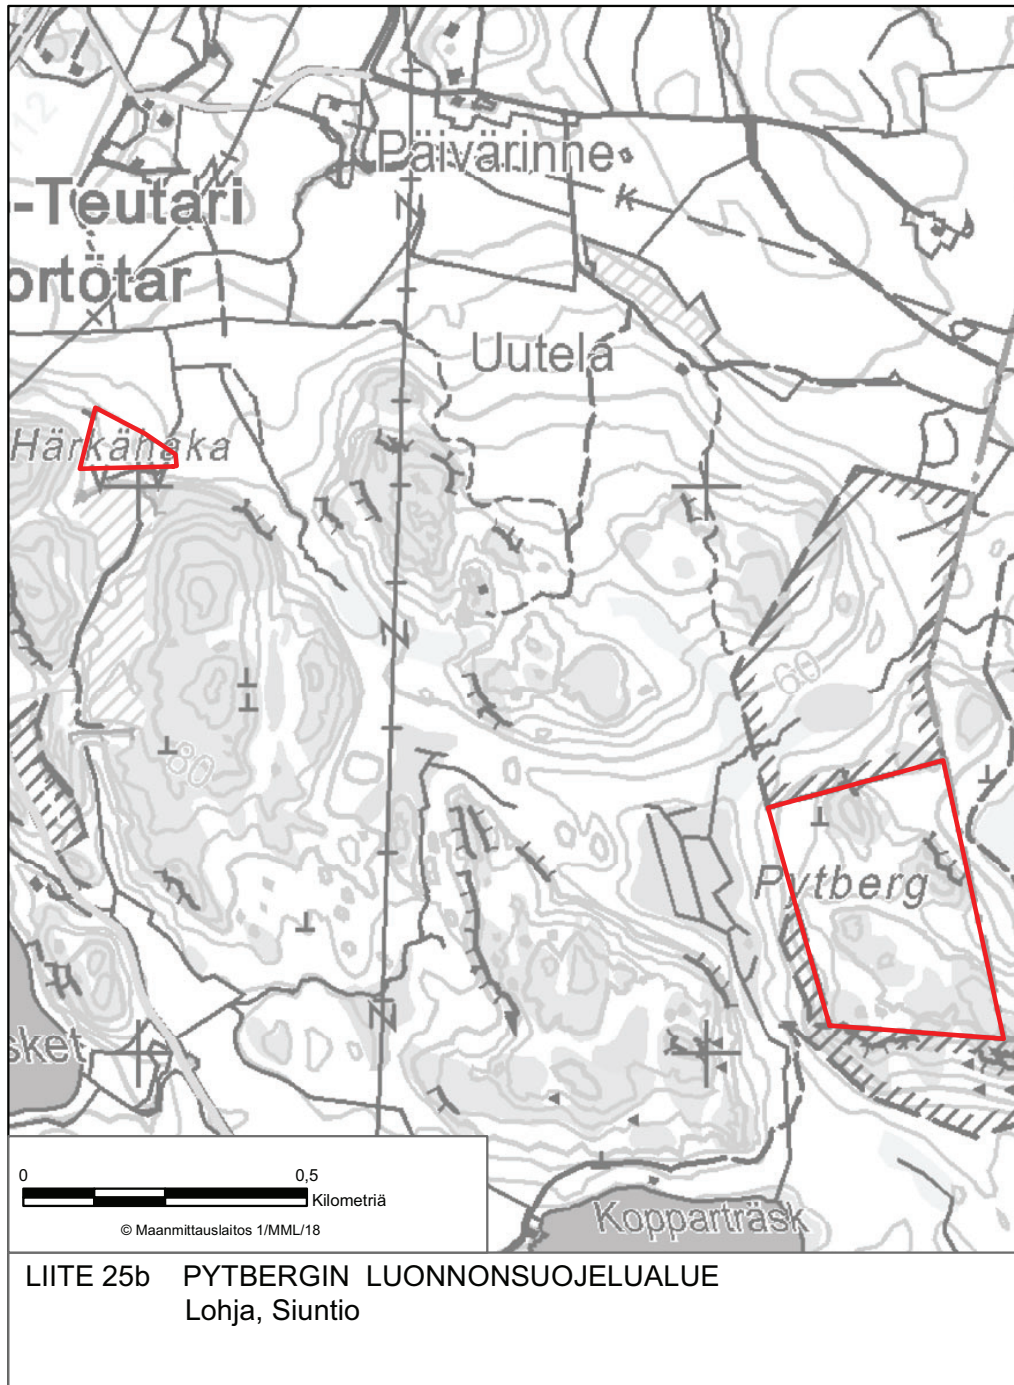 112
Päivärinne
K
-Teutari
ortötar
Uutela
Härkähaka
60
80
Pytberg
sket
Kopparträsk
0 0,5
Kilometriä
© Maanmittauslaitos 1/MML/18
LIITE 25b PYTBERGIN LUONNONSUOJELUALUE
Lohja, Siuntio